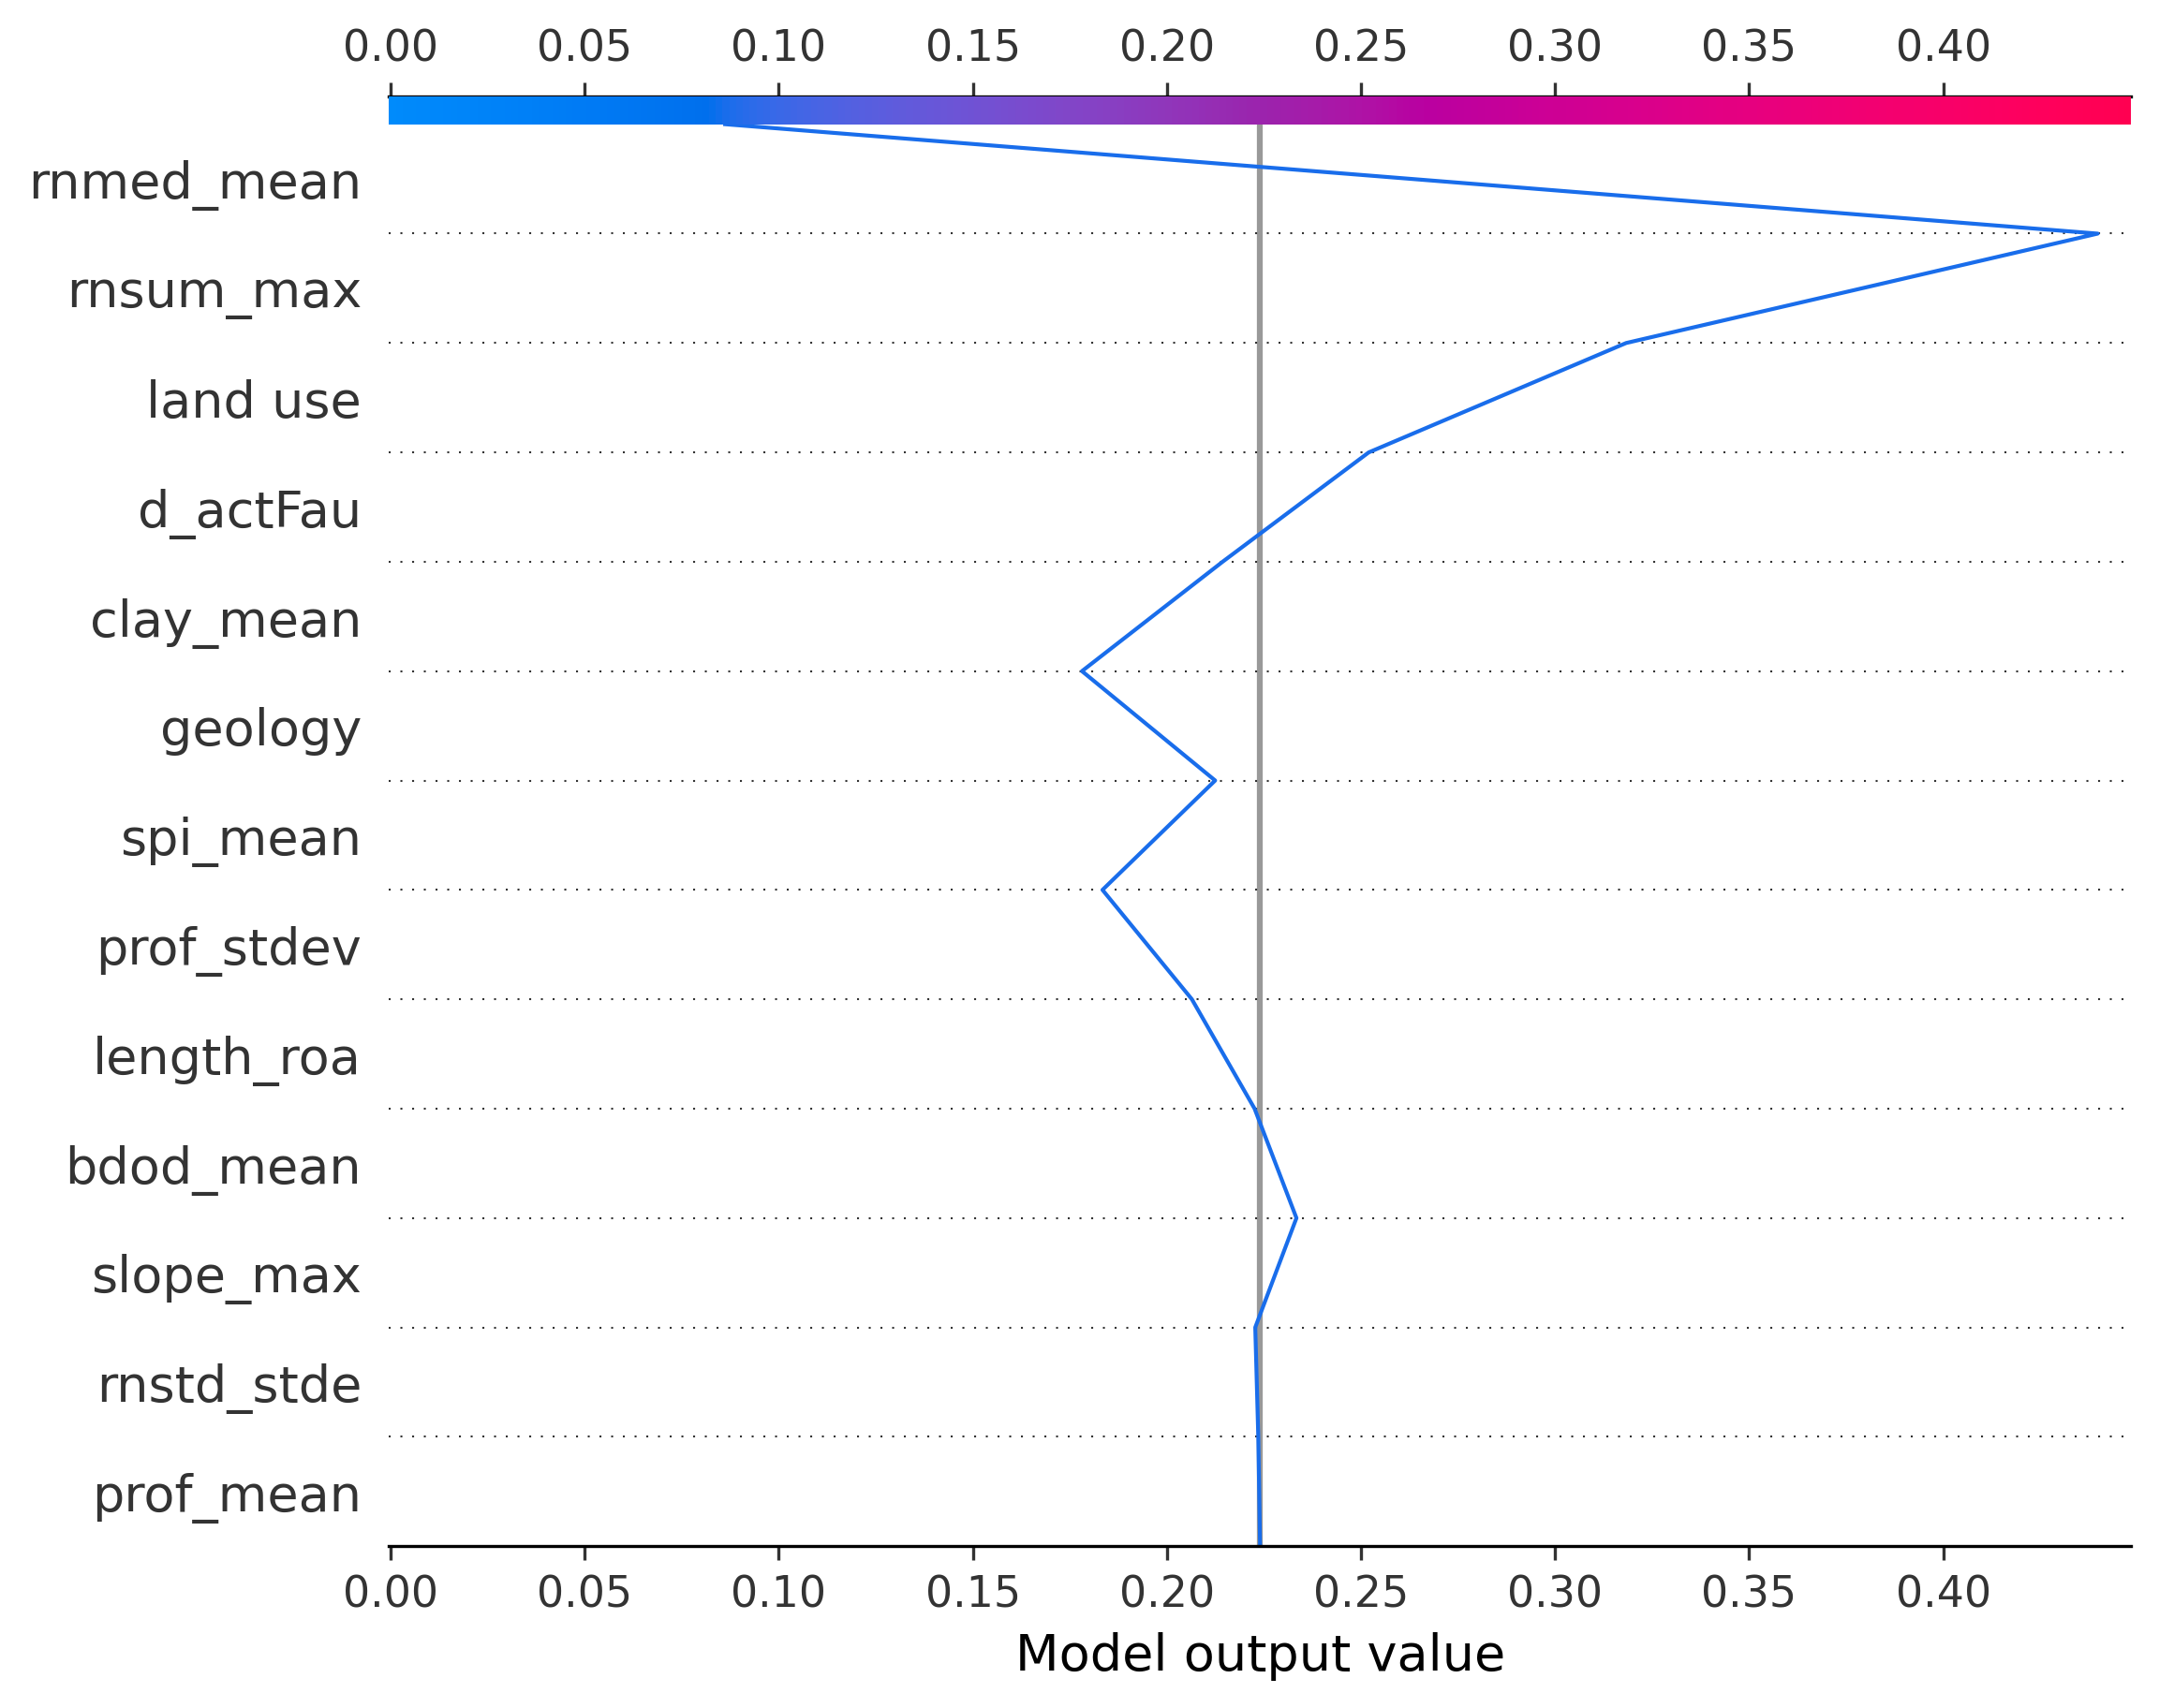 0.00 0.05 0.10 0.15 0.20 0.25 0.30 0.35 0.40
rnmed_mean
rnsum_max
land use
d_actFau
clay_mean
geology
spi_mean
prof_stdev
length_roa
bdod_mean
slope_max
rnstd_stde
prof_mean
0.00 0.05 0.10 0.15 0.20 0.25 0.30 0.35 0.40
Model output value